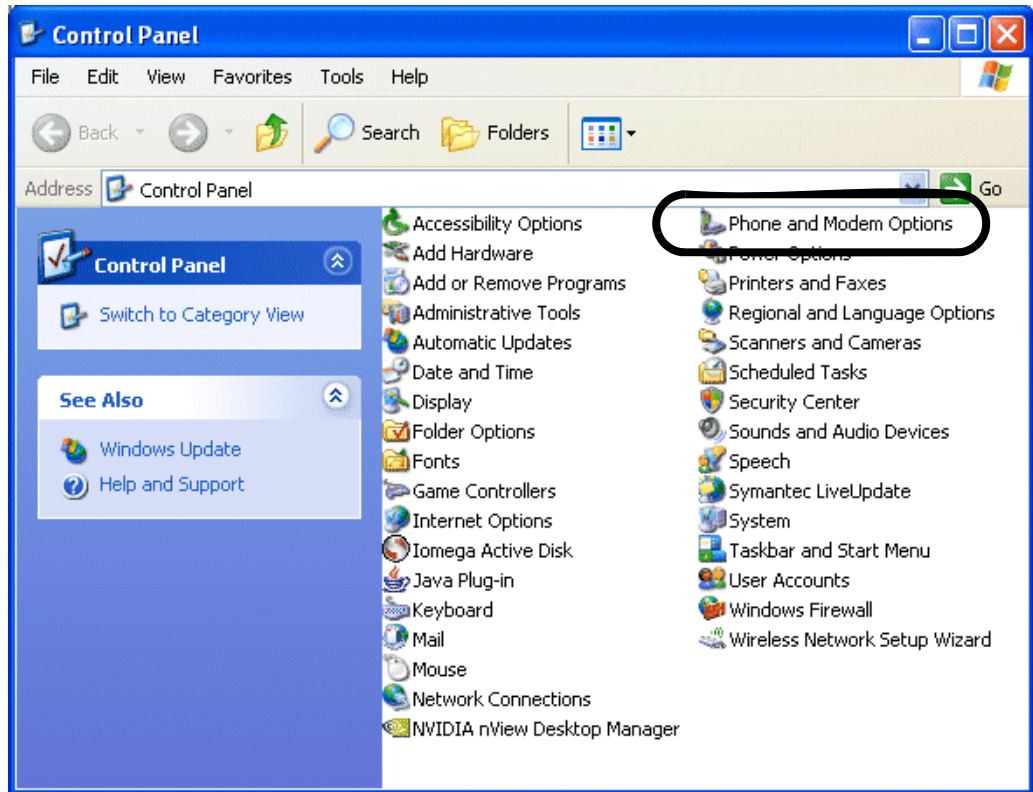 Control Panel
File Edit View Favorites Tools Help
Back Search Folders
Address Control Panel Go
Control Panel
Switch to Category View
See Also
Windows Update
Help and Support
Accessibility Options
Add Hardware
Add or Remove Programs
Administrative Tools
Automatic Updates
Date and Time
Display
Folder Options
Fonts
Game Controllers
Internet Options
Iomega Active Disk
Java Plug-in
Keyboard
Mail
Mouse
Network Connections
NVIDIA nView Desktop Manager
Phone and Modem Options
Power Options
Printers and Faxes
Regional and Language Options
Scanners and Cameras
Scheduled Tasks
Security Center
Sounds and Audio Devices
Speech
Symantec LiveUpdate
System
Taskbar and Start Menu
User Accounts
Windows Firewall
Wireless Network Setup Wizard